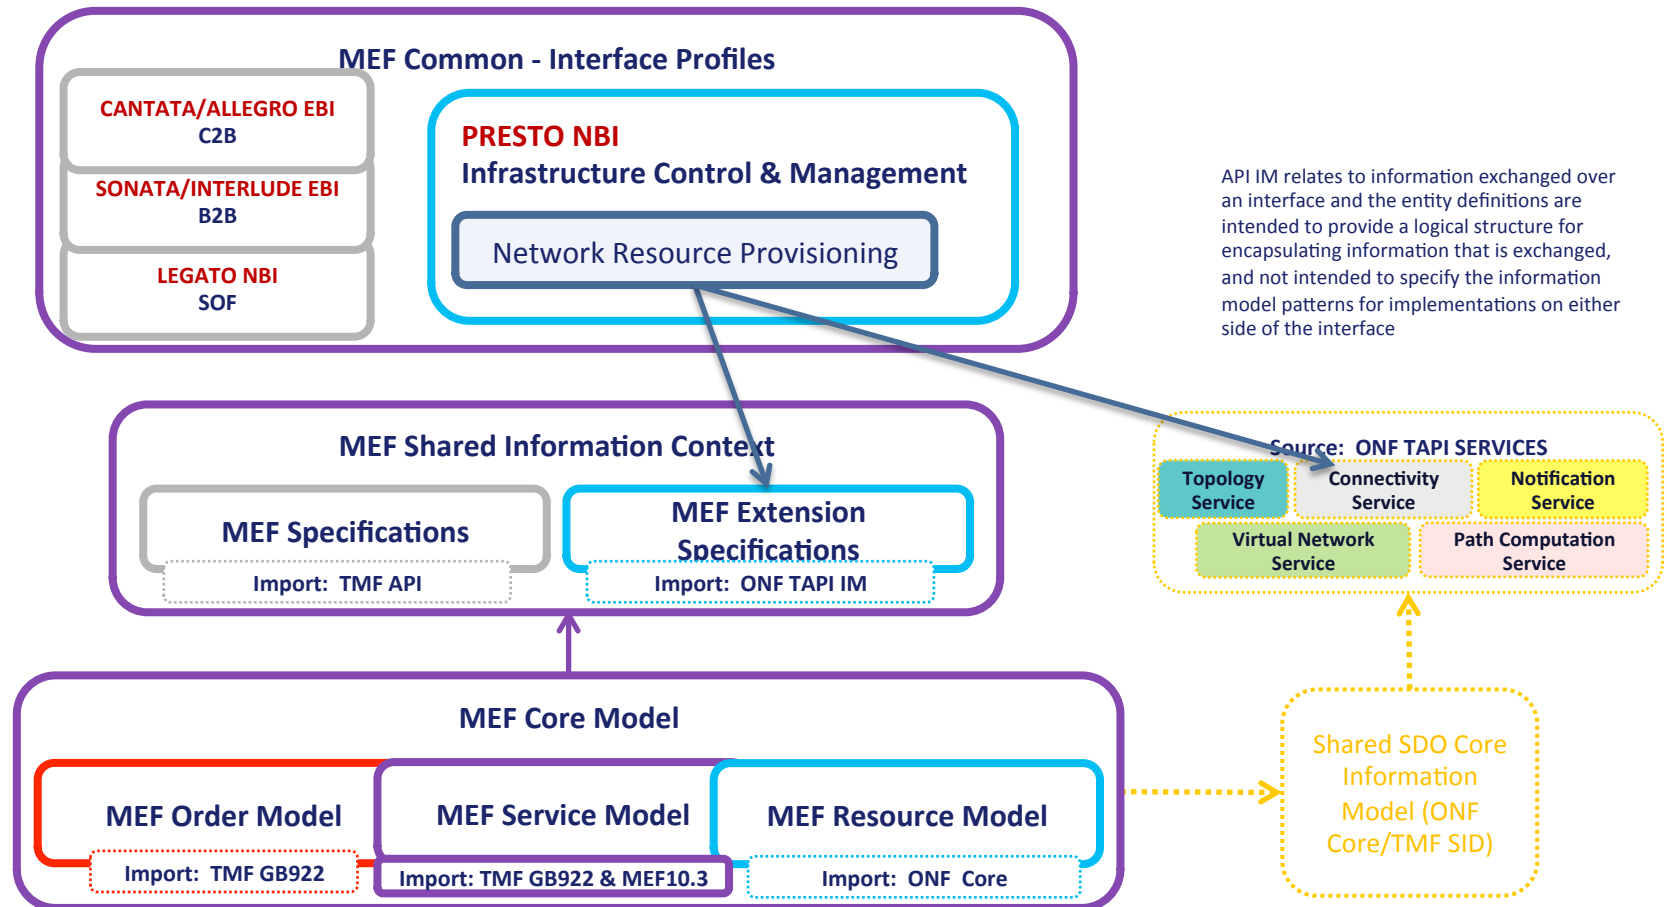 MEF Common - Interface Profiles
CANTATA/ALLEGRO EBI
C2B
SONATA/INTERLUDE EBI
B2B
LEGATO NBI
SOF
PRESTO NBI
Infrastructure Control & Management
Network Resource Provisioning
API IM relates to information exchanged over
an interface and the entity definitions are
intended to provide a logical structure for
encapsulating information that is exchanged,
and not intended to specify the information
model patterns for implementations on either
side of the interface
MEF Shared Information Context
MEF Specifications
Import: TMF API
MEF Extension
Specifications
Import: ONF TAPI IM
Source: ONF TAPI SERVICES
Topology
Service
Connectivity
Service
Notification
Service
Virtual Network
Service
Path Computation
Service
MEF Core Model
MEF Order Model
Import: TMF GB922
MEF Service Model
Import: TMF GB922 & MEF10.3
MEF Resource Model
Import: ONF Core
Shared SDO Core
Information
Model (ONF
Core/TMF SID)